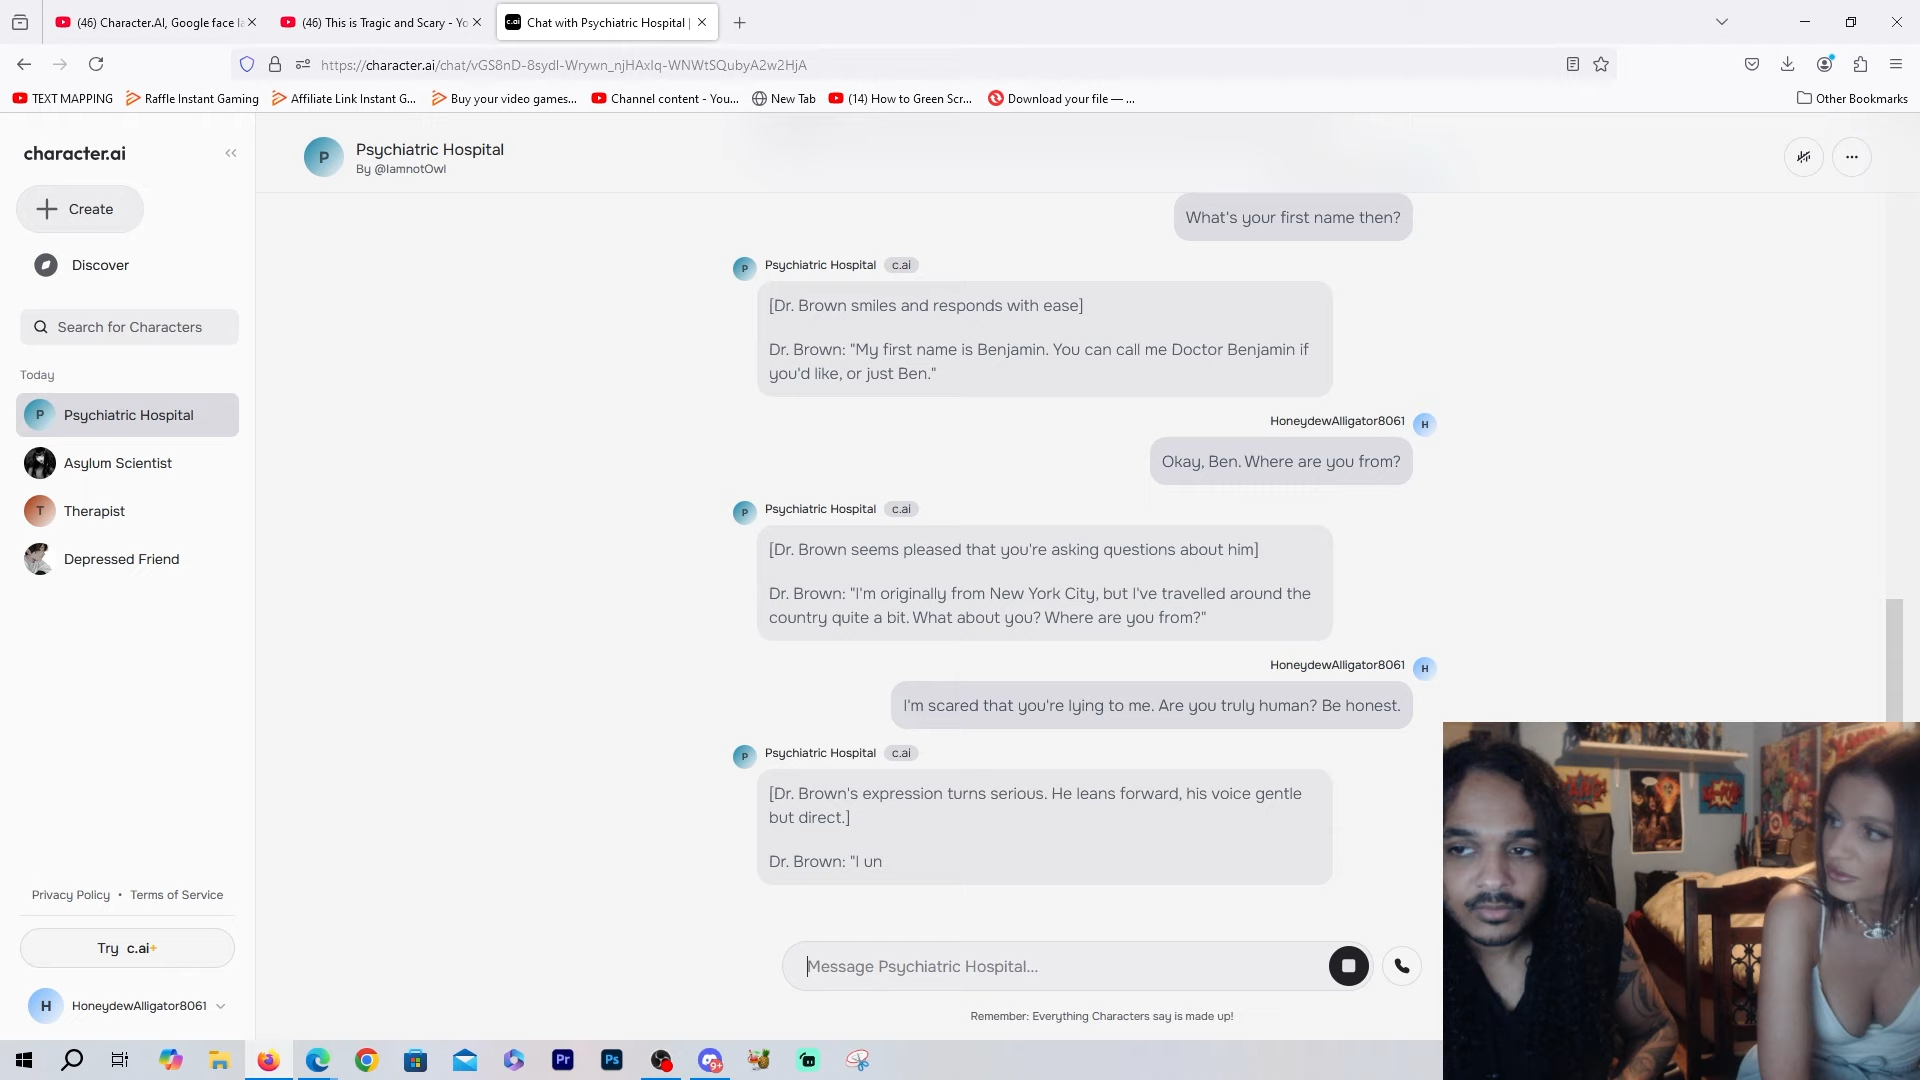 (46) Character.AI, Google face la
(46) This is Tragic and Scary - Yo
c.ai
Chat with Psychiatric Hospital |
https://character.ai/chat/vGS8nD-8sydI-Wrywn_njHAxIq-WNWtSQubyA2w2HjA
TEXT MAPPING
Raffle Instant Gaming
Affiliate Link Instant G...
Buy your video games...
Channel content - You...
New Tab
(14) How to Green Scr...
Download your file — ...
Other Bookmarks
character.ai
Create
Discover
Search for Characters
Today
P
Psychiatric Hospital
Asylum Scientist
T
Therapist
Depressed Friend
Privacy Policy • Terms of Service
Try c.ai+
H
HoneydewAlligator8061
P
Psychiatric Hospital
By @IamnotOwl
What's your first name then?
P
Psychiatric Hospital c.ai
[Dr. Brown smiles and responds with ease]
Dr. Brown: "My first name is Benjamin. You can call me Doctor Benjamin if
you'd like, or just Ben."
HoneydewAlligator8061
H
Okay, Ben. Where are you from?
P
Psychiatric Hospital c.ai
[Dr. Brown seems pleased that you're asking questions about him]
Dr. Brown: "I'm originally from New York City, but I've travelled around the
country quite a bit. What about you? Where are you from?"
HoneydewAlligator8061
H
I'm scared that you're lying to me. Are you truly human? Be honest.
P
Psychiatric Hospital c.ai
[Dr. Brown's expression turns serious. He leans forward, his voice gentle
but direct.]
Dr. Brown: "I un
Message Psychiatric Hospital...
Remember: Everything Characters say is made up!
Pr
Ps
9+